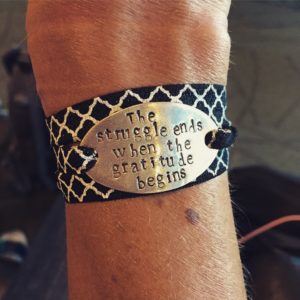 The
struggle ends
when the
gratitude
begins